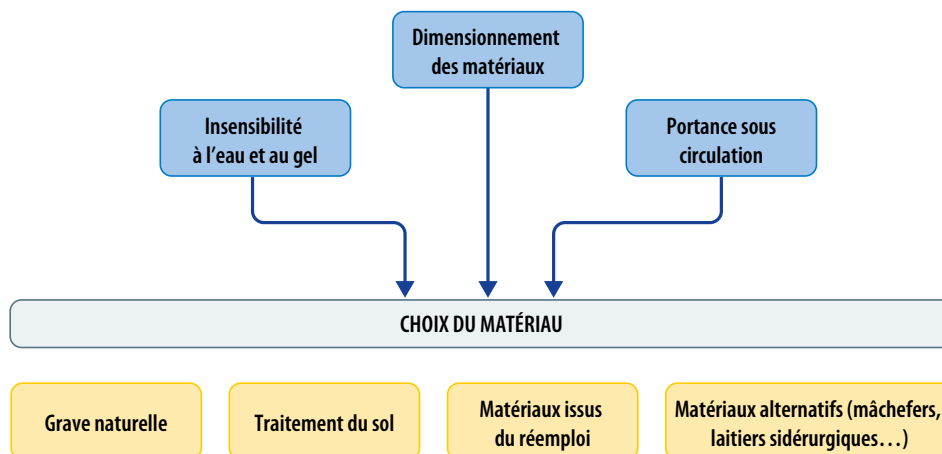 Dimensionnement
des matériaux
Insensibilité
à l’eau et au gel
Portance sous
circulation
CHOIX DU MATÉRIAU
Grave naturelle
Traitement du sol
Matériaux issus
du réemploi
Matériaux alternatifs (mâchefers,
laitiers sidérurgiques…)